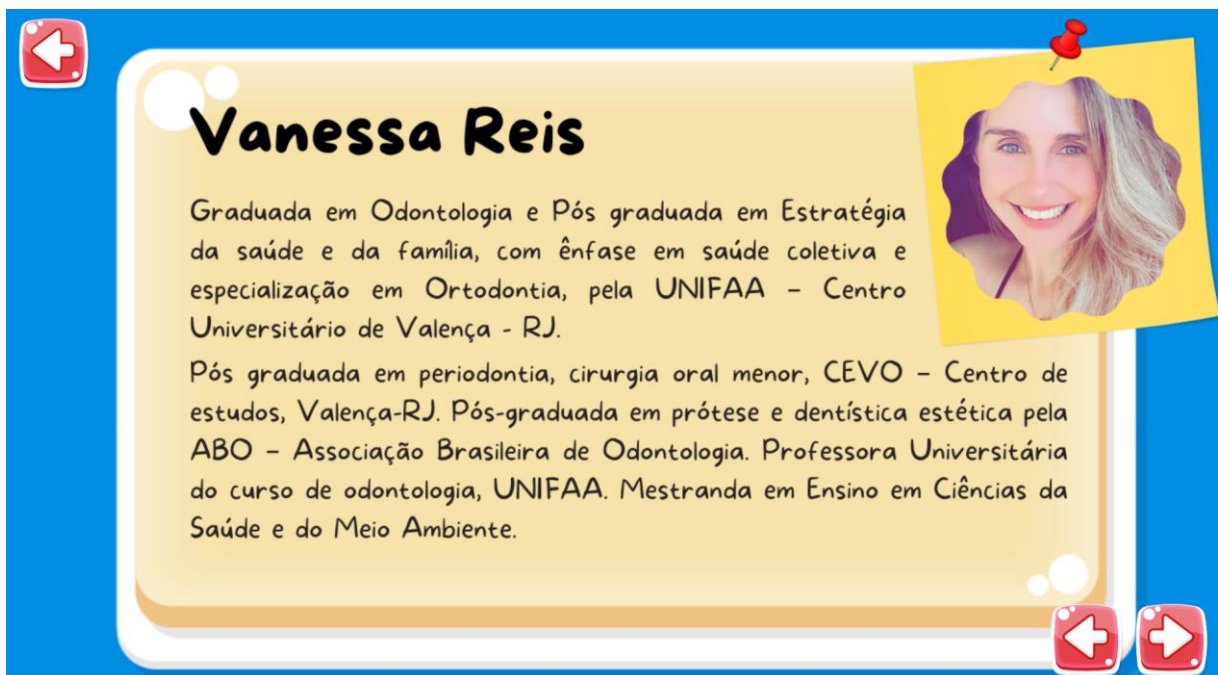 Vanessa Reis
Graduada em Odontologia e Pós graduada em Estratégia
da saúde e da família, com ênfase em saúde coletiva e
especialização em Ortodontia, pela UNIFAA – Centro
Universitário de Valença - RJ.
Pós graduada em periodontia, cirurgia oral menor, CEVO – Centro de
estudos, Valença-RJ. Pós-graduada em prótese e dentística estética pela
ABO – Associação Brasileira de Odontologia. Professora Universitária
do curso de odontologia, UNIFAA. Mestranda em Ensino em Ciências da
Saúde e do Meio Ambiente.